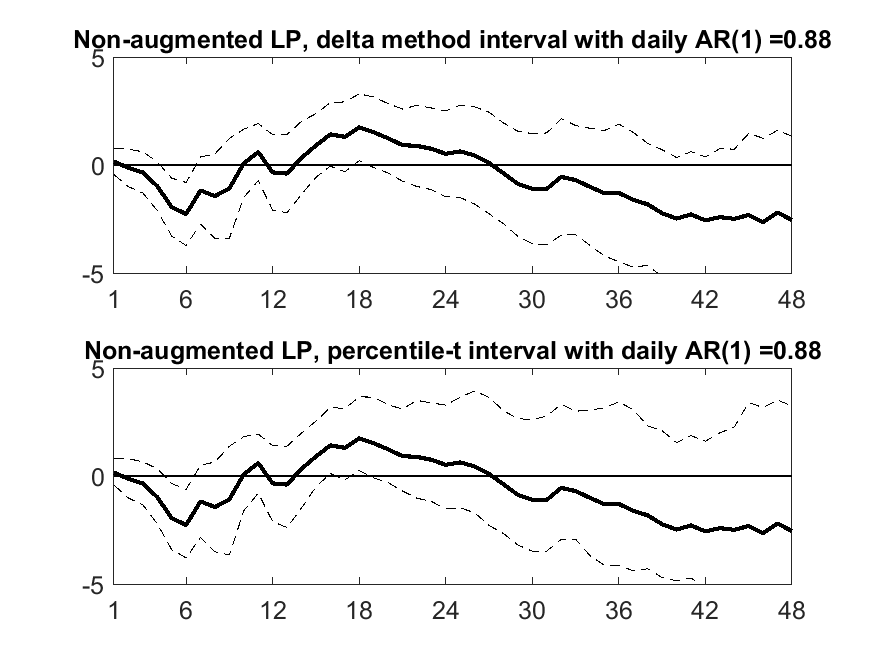 Non-augmented LP, delta method interval with daily AR(1) =0.88
5
0
-5
1 6 12 18 24 30 36 42 48
Non-augmented LP, percentile-t interval with daily AR(1) =0.88
5
0
-5
1 6 12 18 24 30 36 42 48